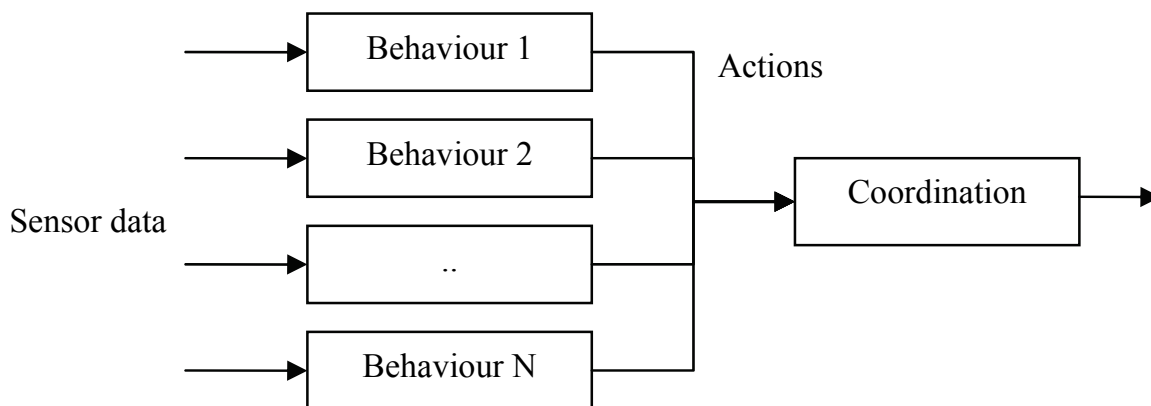 Behaviour 1
Actions
Behaviour 2
Coordination
Sensor data
..
Behaviour N